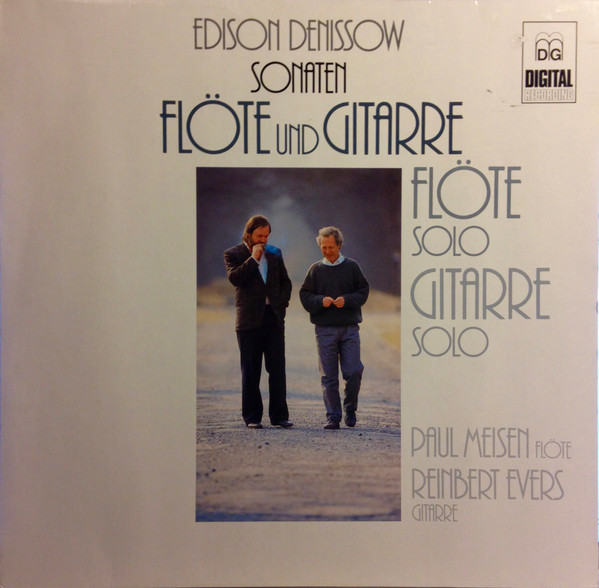 EDISON DENISSOW
SONATEN
FLÖTE UND GITARRE
FLÖTE
SOLO
GITARRE
SOLO
PAUL MEISEN FLÖTE
REINBERT EVERS
GITARRE
DG
DIGITAL
RECORDING